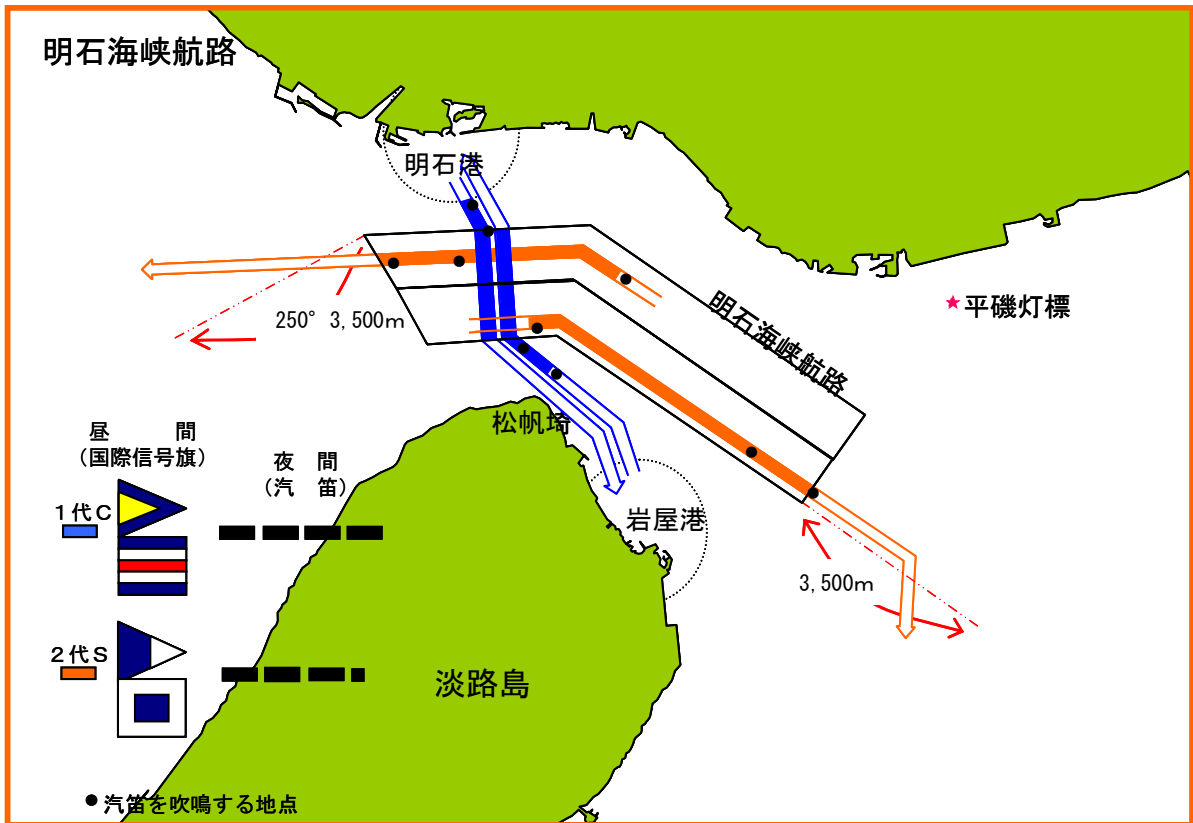 明石海峡航路
明石港
250° 3,500m
平磯灯標
明石海峡航路
松帆埼
昼 間
(国際信号旗)
夜 間
(汽 笛)
1代C
岩屋港
3,500m
2代S
淡路島
●汽笛を吹鳴する地点